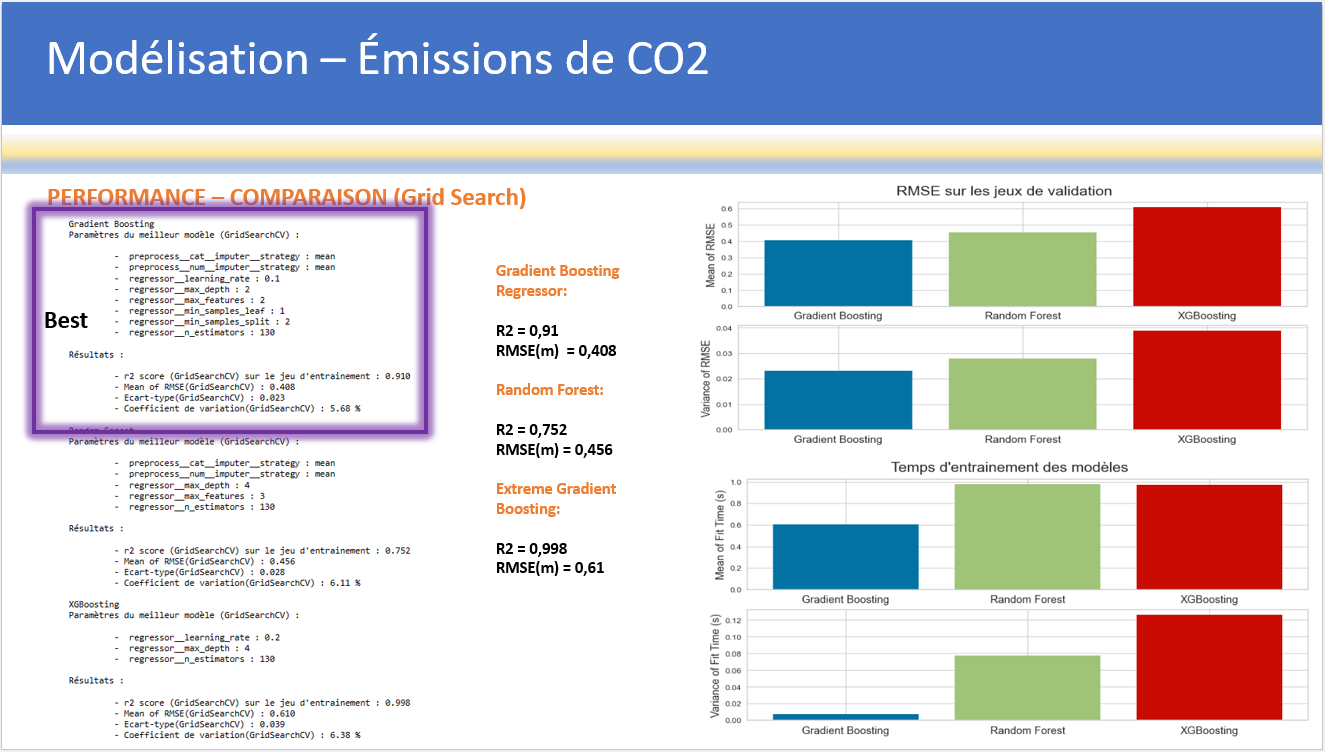 Modélisation – Émissions de CO2
PERFORMANCE – COMPARAISON (Grid Search)
Gradient Boosting
Paramètres du meilleur modèle (GridSearchCV) :
- preprocess__cat__imputer__strategy : mean
- preprocess__num__imputer__strategy : mean
- regressor__learning_rate : 0.1
- regressor__max_depth : 2
- regressor__max_features : 2
- regressor__min_samples_leaf : 1
- regressor__min_samples_split : 2
- regressor__n_estimators : 130
Best
Résultats :
- r2 score (GridSearchCV) sur le jeu d'entrainement : 0.910
- Mean of RMSE(GridSearchCV) : 0.408
- Ecart-type(GridSearchCV) : 0.023
- Coefficient de variation(GridSearchCV) : 5.68 %
Random Forest
Paramètres du meilleur modèle (GridSearchCV) :
- preprocess__cat__imputer__strategy : mean
- preprocess__num__imputer__strategy : mean
- regressor__max_depth : 4
- regressor__max_features : 3
- regressor__n_estimators : 130
Résultats :
- r2 score (GridSearchCV) sur le jeu d'entrainement : 0.752
- Mean of RMSE(GridSearchCV) : 0.456
- Ecart-type(GridSearchCV) : 0.028
- Coefficient de variation(GridSearchCV) : 6.11 %
XGBoosting
Paramètres du meilleur modèle (GridSearchCV) :
- regressor__learning_rate : 0.2
- regressor__max_depth : 4
- regressor__n_estimators : 130
Résultats :
- r2 score (GridSearchCV) sur le jeu d'entrainement : 0.998
- Mean of RMSE(GridSearchCV) : 0.610
- Ecart-type(GridSearchCV) : 0.039
- Coefficient de variation(GridSearchCV) : 6.38 %
Gradient Boosting
Regressor:
R2 = 0,91
RMSE(m) = 0,408
Random Forest:
R2 = 0,752
RMSE(m) = 0,456
Extreme Gradient
Boosting:
R2 = 0,998
RMSE(m) = 0,61
RMSE sur les jeux de validation
Mean of RMSE
0.6
0.5
0.4
0.3
0.2
0.1
0.0
Gradient Boosting Random Forest XGBoosting
Variance of RMSE
0.04
0.03
0.02
0.01
0.00
Gradient Boosting Random Forest XGBoosting
Temps d'entrainement des modèles
Mean of Fit Time (s)
1.0
0.8
0.6
0.4
0.2
0.0
Gradient Boosting Random Forest XGBoosting
Variance of Fit Time (s)
0.12
0.10
0.08
0.06
0.04
0.02
0.00
Gradient Boosting Random Forest XGBoosting